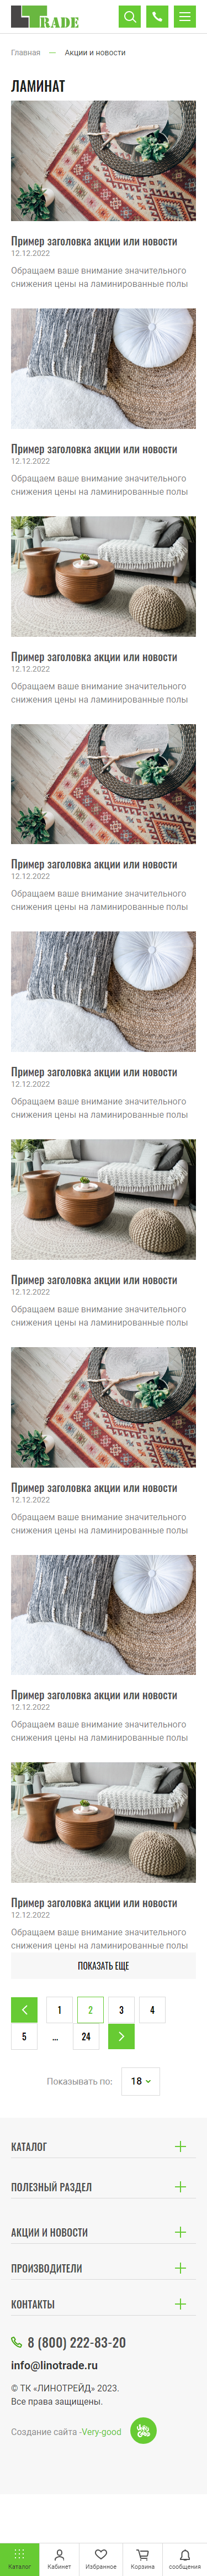 TRADE
Главная — Акции и новости
ЛАМИНАТ
Пример заголовка акции или новости
12.12.2022
Обращаем ваше внимание значительного
снижения цены на ламинированные полы
Пример заголовка акции или новости
12.12.2022
Обращаем ваше внимание значительного
снижения цены на ламинированные полы
Пример заголовка акции или новости
12.12.2022
Обращаем ваше внимание значительного
снижения цены на ламинированные полы
Пример заголовка акции или новости
12.12.2022
Обращаем ваше внимание значительного
снижения цены на ламинированные полы
Пример заголовка акции или новости
12.12.2022
Обращаем ваше внимание значительного
снижения цены на ламинированные полы
Пример заголовка акции или новости
12.12.2022
Обращаем ваше внимание значительного
снижения цены на ламинированные полы
Пример заголовка акции или новости
12.12.2022
Обращаем ваше внимание значительного
снижения цены на ламинированные полы
Пример заголовка акции или новости
12.12.2022
Обращаем ваше внимание значительного
снижения цены на ламинированные полы
Пример заголовка акции или новости
12.12.2022
Обращаем ваше внимание значительного
снижения цены на ламинированные полы
ПОКАЗАТЬ ЕЩЕ
1 2 3 4
5 ... 24
Показывать по: 18
КАТАЛОГ
ПОЛЕЗНЫЙ РАЗДЕЛ
АКЦИИ И НОВОСТИ
ПРОИЗВОДИТЕЛИ
КОНТАКТЫ
8 (800) 222-83-20
info@linotrade.ru
© ТК «ЛИНОТРЕЙД» 2023.
Все права защищены.
Создание сайта -Very-good
Каталог Кабинет Избранное Корзина сообщения